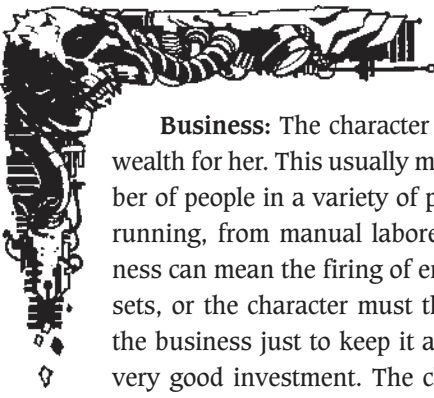 Business: The character
wealth for her. This usually m
ber of people in a variety of p
running, from manual labore
ness can mean the firing of e
sets, or the character must th
the business just to keep it a
very good investment. The c